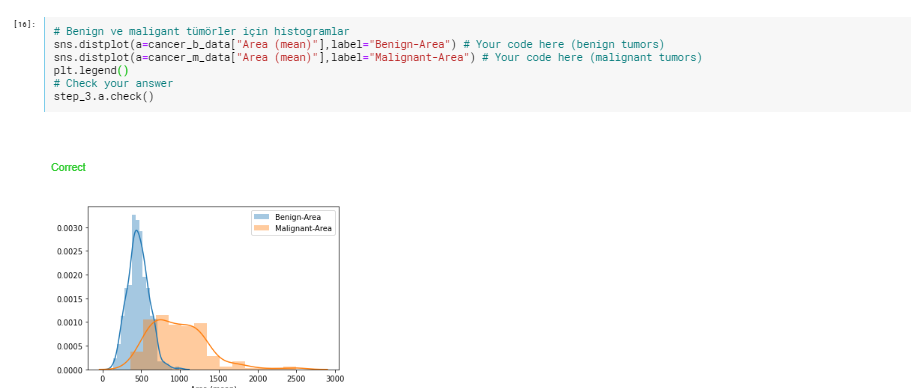 [16]:
# Benign ve maligant tümörler için histogramlar
sns.distplot(a=cancer_b_data["Area (mean)"],label="Benign-Area") # Your code here (benign tumors)
sns.distplot(a=cancer_m_data["Area (mean)"],label="Malignant-Area") # Your code here (malignant tumors)
plt.legend()
# Check your answer
step_3.a.check()
Correct
Benign-Area
Malignant-Area
0.0030
0.0025
0.0020
0.0015
0.0010
0.0005
0.0000
0 500 1000 1500 2000 2500 3000